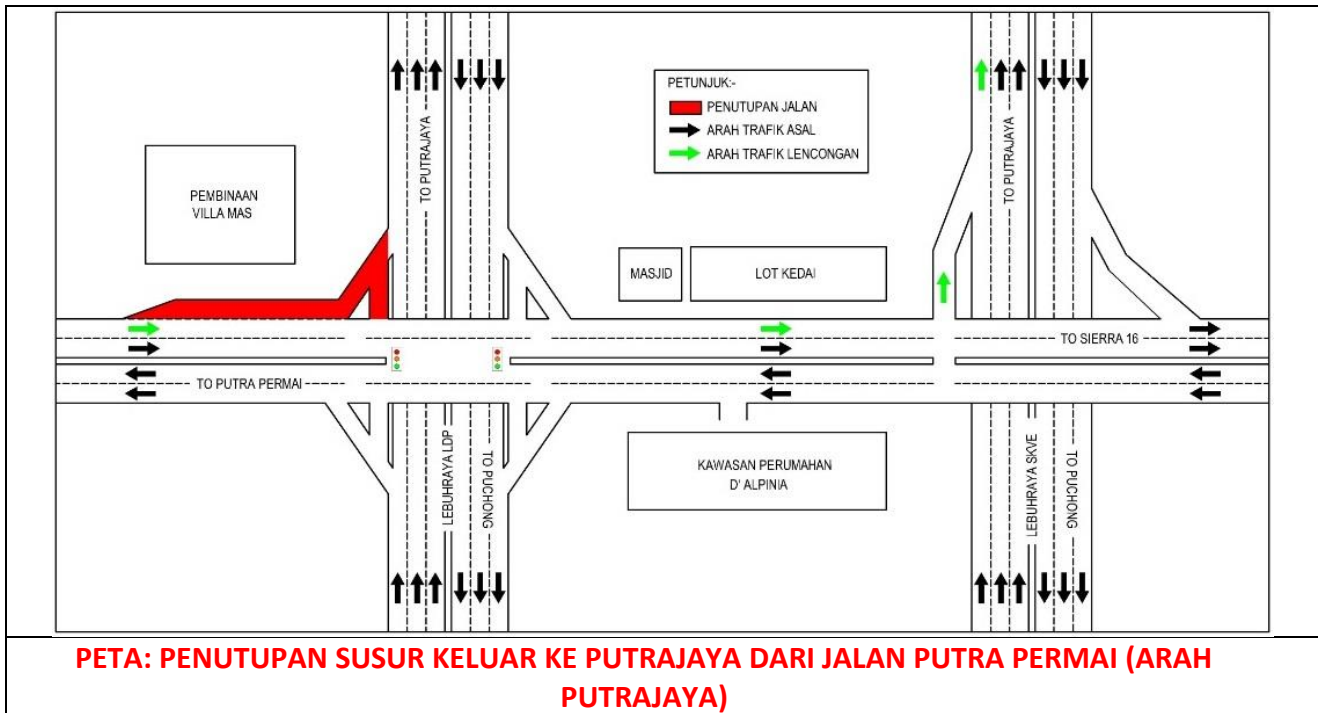 PETUNJUK:-
PENUTUPAN JALAN
ARAH TRAFIK ASAL
ARAH TRAFIK LENCONGAN
TO PUTRAJAYA
TO PUTRAJAYA
PEMBINAAN
VILLA MAS
MASJID
LOT KEDAI
TO SIERRA 16
TO PUTRA PERMAI
LEBUHRAYA LDP
TO PUCHONG
KAWASAN PERUMAHAN
D' ALPINIA
LEBUHRAYA SKVE
TO PUCHONG
PETA: PENUTUPAN SUSUR KELUAR KE PUTRAJAYA DARI JALAN PUTRA PERMAI (ARAH
PUTRAJAYA)